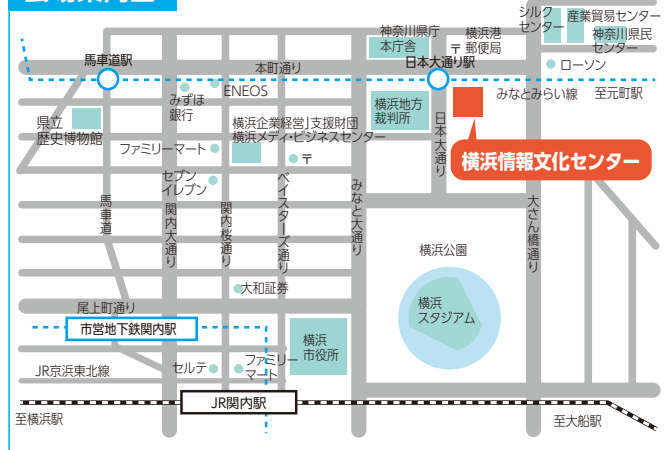 神奈川県庁
本庁舎
横浜港
〒 郵便局
シルク
センター
産業貿易センター
神奈川県民
センター
馬車道駅
本町通り
日本大通り駅
ローソン
みなとみらい線
至元町駅
みずほ
銀行
ENEOS
県立
歴史博物館
横浜企業経営]支援財団
横浜メディ・ビジネスセンター
横浜地方
裁判所
日本大通り
横浜情報文化センター
ファミリーマート
〒
セブン
イレブン
馬車道
関内大通り
関内桜通り
ベイスターズ通り
みなと大通り
大さん橋通り
横浜公園
横浜
スタジアム
大和証券
尾上町通り
市営地下鉄関内駅
横浜
市役所
JR京浜東北線
セルテ
ファミリー
マート
JR関内駅
至横浜駅
至大船駅